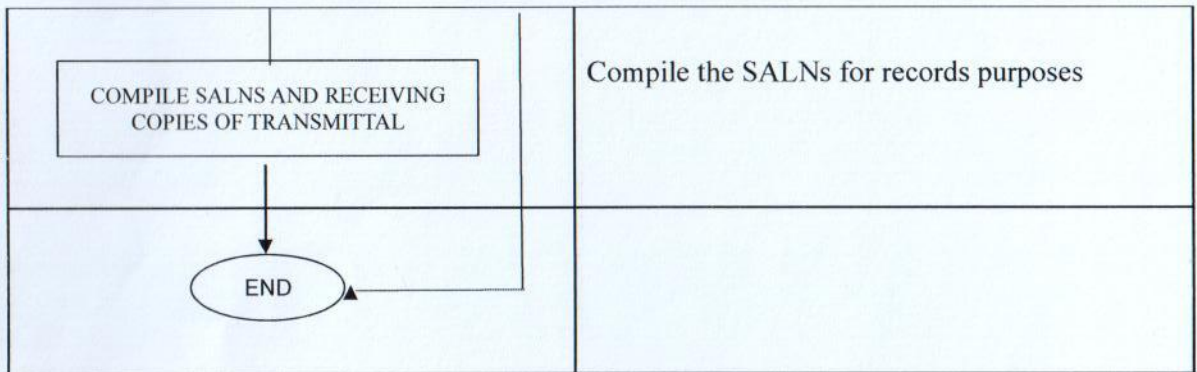 COMPILE SALNS AND RECEIVING
COPIES OF TRANSMITTAL
Compile the SALNs for records purposes
END